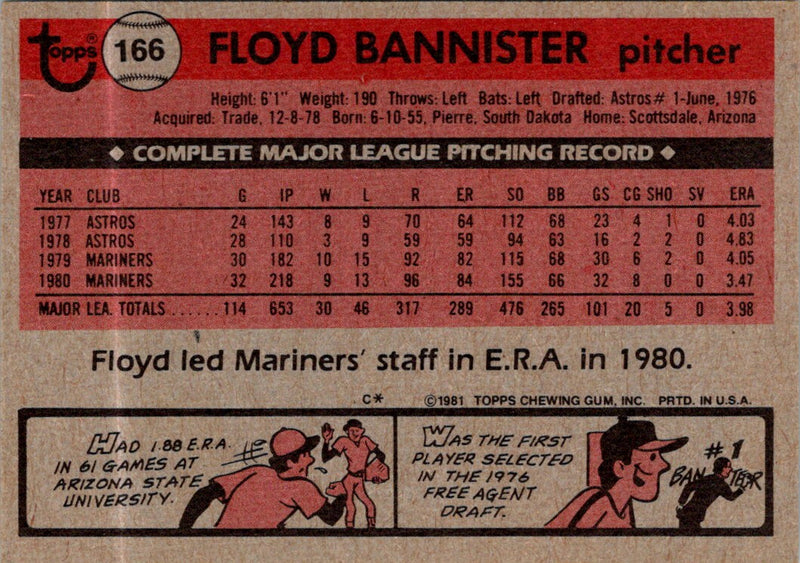 Topps® 166 FLOYD BANNISTER pitcher
Height: 6'1" Weight: 190 Throws: Left Bats: Left Drafted: Astros # 1-June, 1976
Acquired: Trade, 12-8-78 Born: 6-10-55, Pierre, South Dakota Home: Scottsdale, Arizona
◆ COMPLETE MAJOR LEAGUE PITCHING RECORD ◆
YEAR CLUB G IP W L R ER SO BB GS CG SHO SV ERA
1977 ASTROS 24 143 8 9 70 64 112 68 23 4 1 0 4.03
1978 ASTROS 28 110 3 9 59 59 94 63 16 2 2 0 4.83
1979 MARINERS 30 182 10 15 92 82 115 68 30 6 2 0 4.05
1980 MARINERS 32 218 9 13 96 84 155 66 32 8 0 0 3.47
MAJOR LEA. TOTALS ...... 114 653 30 46 317 289 476 265 101 20 5 0 3.98
Floyd led Mariners' staff in E.R.A. in 1980.
C* ©1981 TOPPS CHEWING GUM, INC. PRTD. IN U.S.A.
HAD 1.88 E.R.A.
IN 61 GAMES AT
ARIZONA STATE
UNIVERSITY.
WAS THE FIRST
PLAYER SELECTED
IN THE 1976
FREE AGENT
DRAFT.
#1